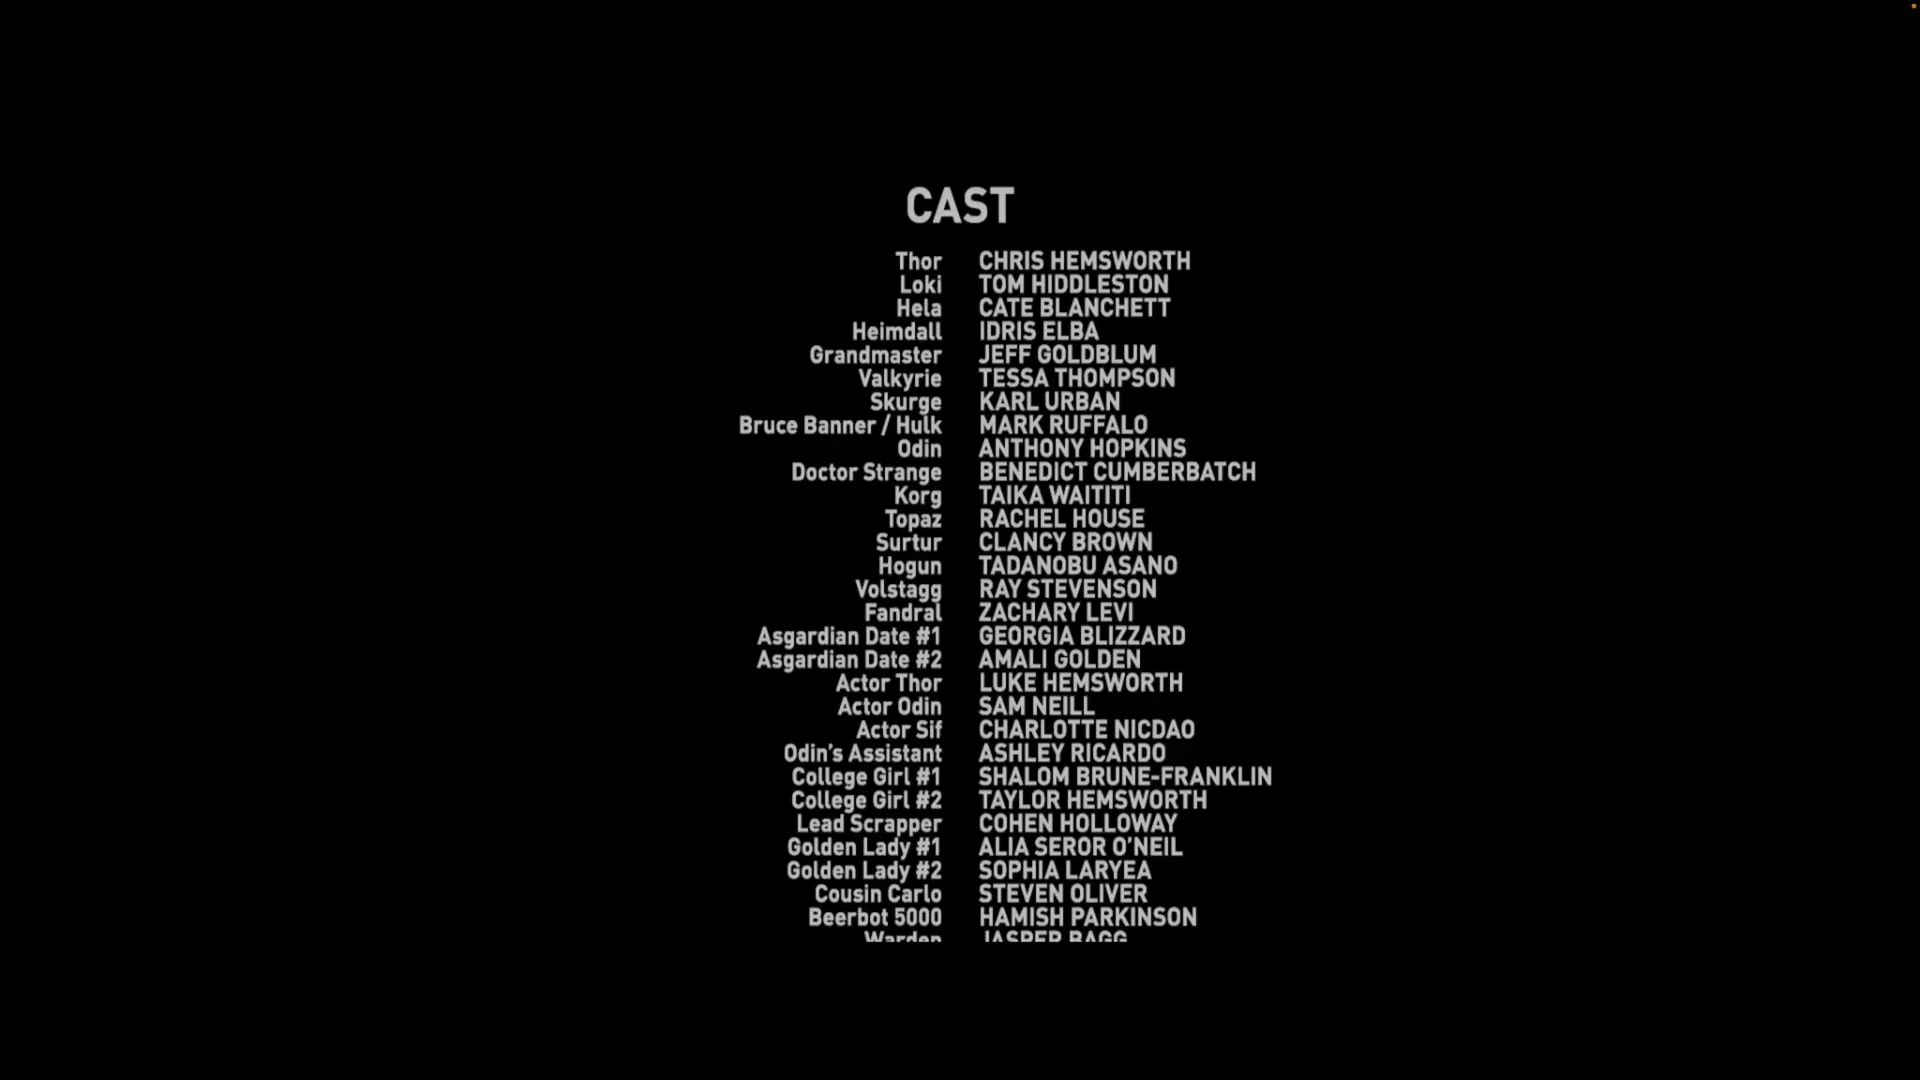 CAST
Thor CHRIS HEMSWORTH
Loki TOM HIDDLESTON
Hela CATE BLANCHETT
Heimdall IDRIS ELBA
Grandmaster JEFF GOLDBLUM
Valkyrie TESSA THOMPSON
Skurge KARL URBAN
Bruce Banner / Hulk MARK RUFFALO
Odin ANTHONY HOPKINS
Doctor Strange BENEDICT CUMBERBATCH
Korg TAIKA WAITITI
Topaz RACHEL HOUSE
Surtur CLANCY BROWN
Hogun TADANOBU ASANO
Volstagg RAY STEVENSON
Fandral ZACHARY LEVI
Asgardian Date #1 GEORGIA BLIZZARD
Asgardian Date #2 AMALI GOLDEN
Actor Thor LUKE HEMSWORTH
Actor Odin SAM NEILL
Actor Sif CHARLOTTE NICDAO
Odin’s Assistant ASHLEY RICARDO
College Girl #1 SHALOM BRUNE-FRANKLIN
College Girl #2 TAYLOR HEMSWORTH
Lead Scrapper COHEN HOLLOWAY
Golden Lady #1 ALIA SEROR O’NEIL
Golden Lady #2 SOPHIA LARYEA
Cousin Carlo STEVEN OLIVER
Beerbot 5000 HAMISH PARKINSON
Warden JASPER BAGG